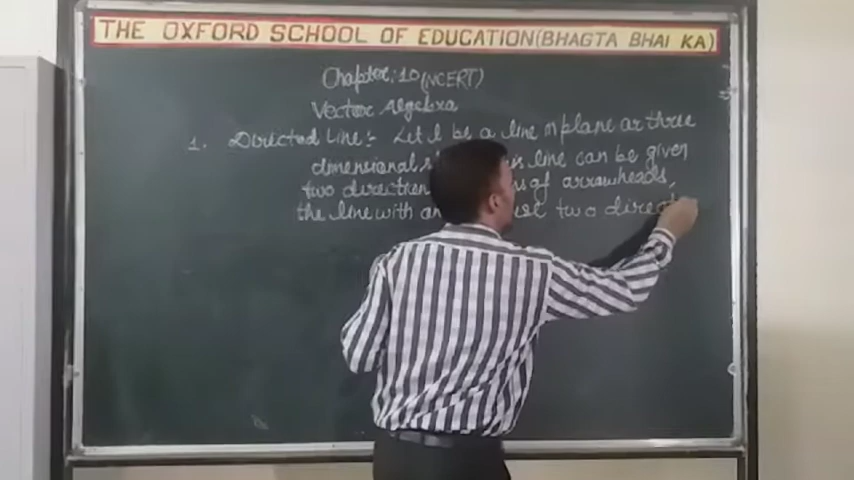 THE OXFORD SCHOOL OF EDUCATION(BHAGTA BHAI KA)
Chapter:10(NCERT)
Vector Algebra
1. Directed Line:- Let l be a line in plane or three
dimensional line can be given
two direction of arrowheads,
the line with two direct